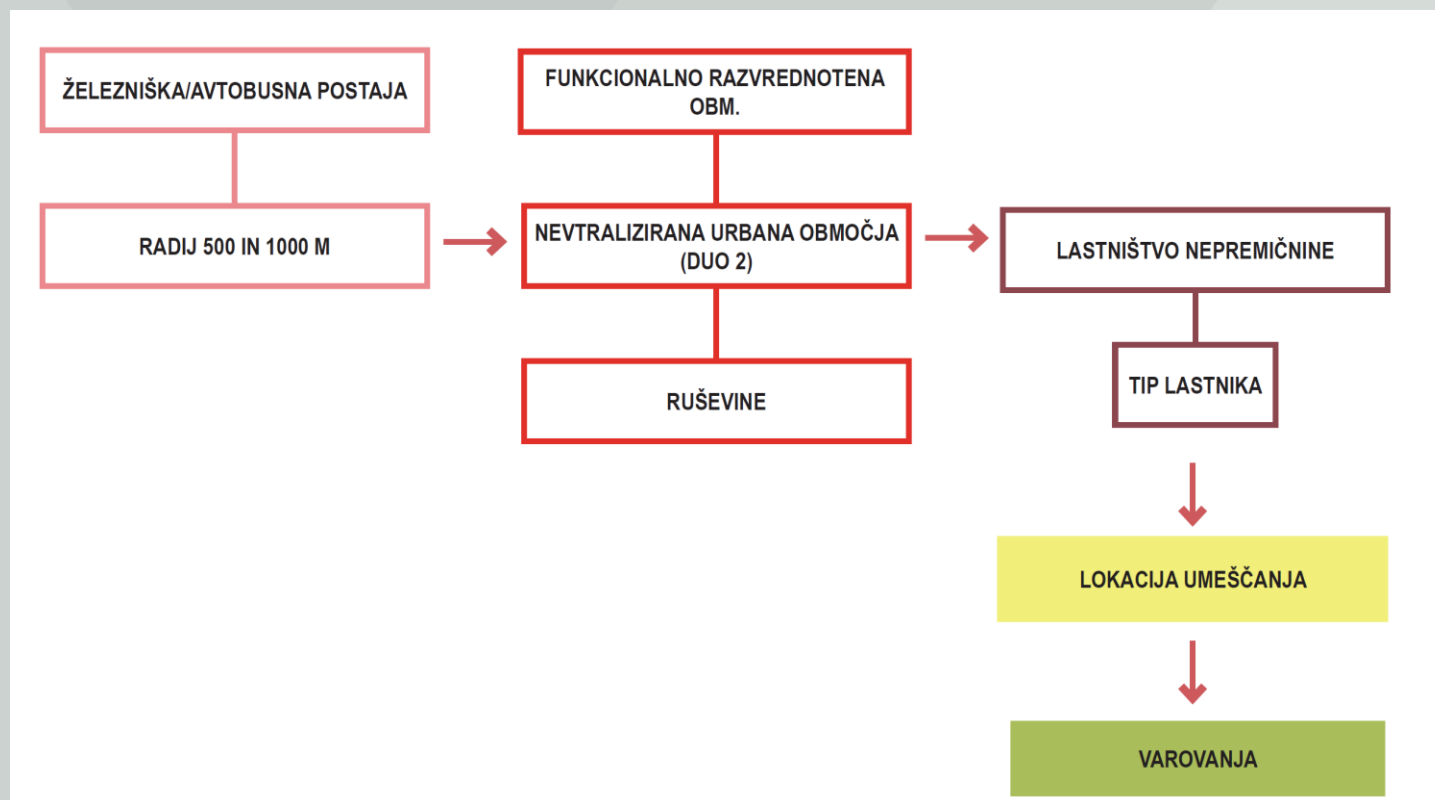 ŽELEZNIŠKA/AVTOBUSNA POSTAJA
RADIJ 500 IN 1000 M
FUNKCIONALNO RAZVREDNOTENA
OBM.
NEVTRALIZIRANA URBANA OBMOČJA
(DUO 2)
RUŠEVINE
LASTNIŠTVO NEPREMIČNINE
TIP LASTNIKA
LOKACIJA UMEŠČANJA
VAROVANJA